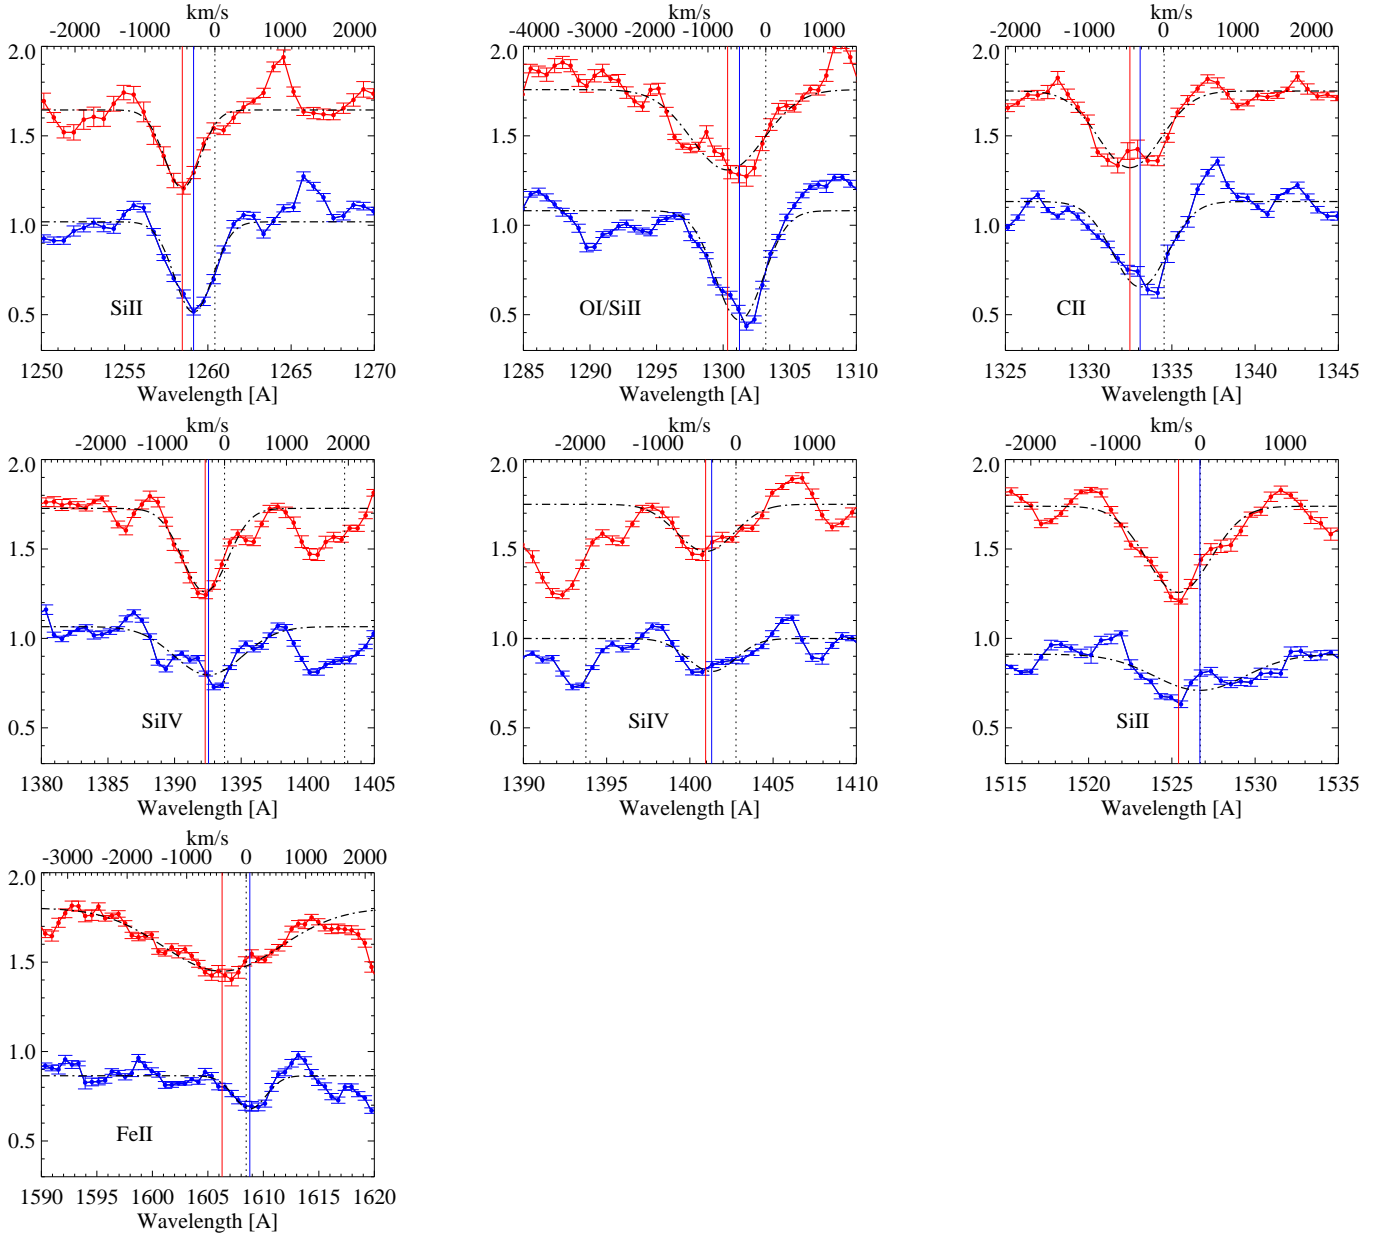 km/s km/s km/s
-2000 -1000 0 1000 2000 -4000 -3000 -2000 -1000 0 1000 -2000 -1000 0 1000 2000
2.0 2.0 2.0
1.5 1.5 1.5
1.0 1.0 1.0
SiII OI/SiII CII
0.5 0.5 0.5
1250 1255 1260 1265 1270 1285 1290 1295 1300 1305 1310 1325 1330 1335 1340 1345
Wavelength [A] Wavelength [A] Wavelength [A]
km/s km/s km/s
-2000 -1000 0 1000 2000 -2000 -1000 0 1000 -2000 -1000 0 1000
2.0 2.0 2.0
1.5 1.5 1.5
1.0 1.0 1.0
SiIV SiIV SiII
0.5 0.5 0.5
1380 1385 1390 1395 1400 1405 1390 1395 1400 1405 1410 1515 1520 1525 1530 1535
Wavelength [A] Wavelength [A] Wavelength [A]
km/s
-3000 -2000 -1000 0 1000 2000
2.0
1.5
1.0
FeII
0.5
1590 1595 1600 1605 1610 1615 1620
Wavelength [A]